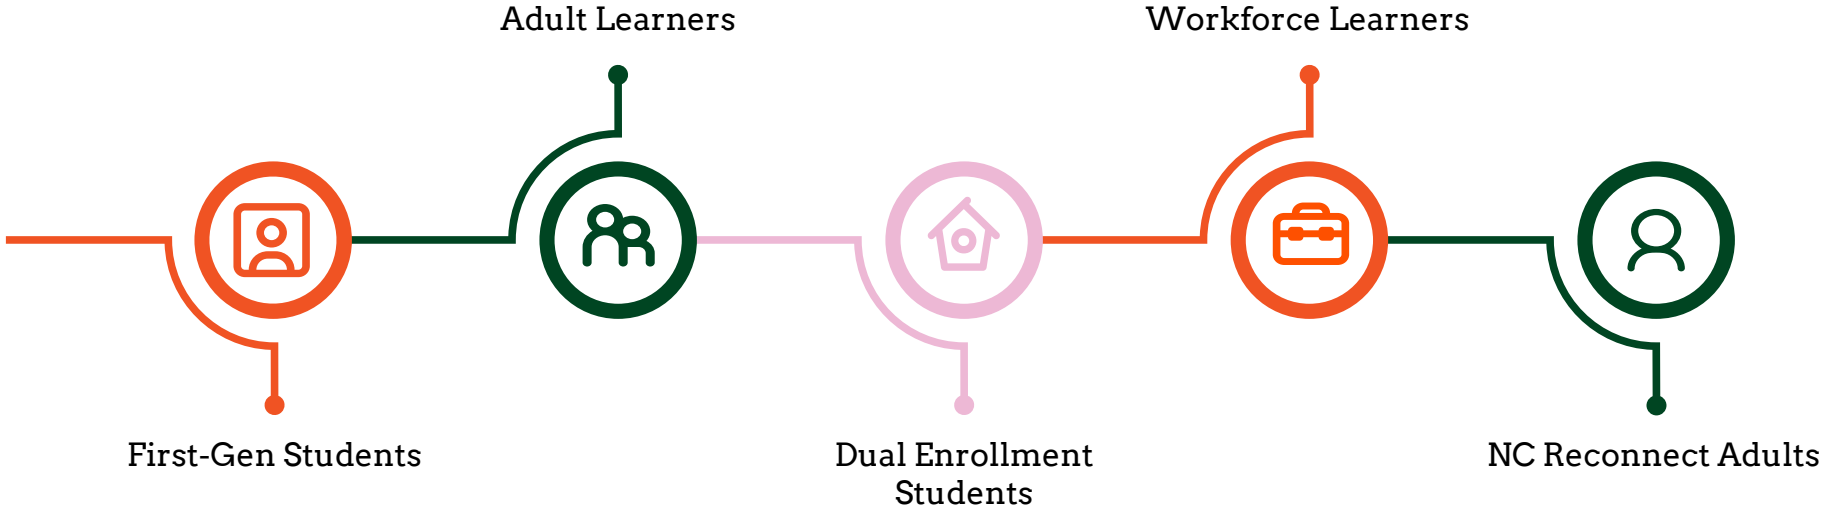 Adult Learners
Workforce Learners
First-Gen Students
Dual Enrollment
Students
NC Reconnect Adults